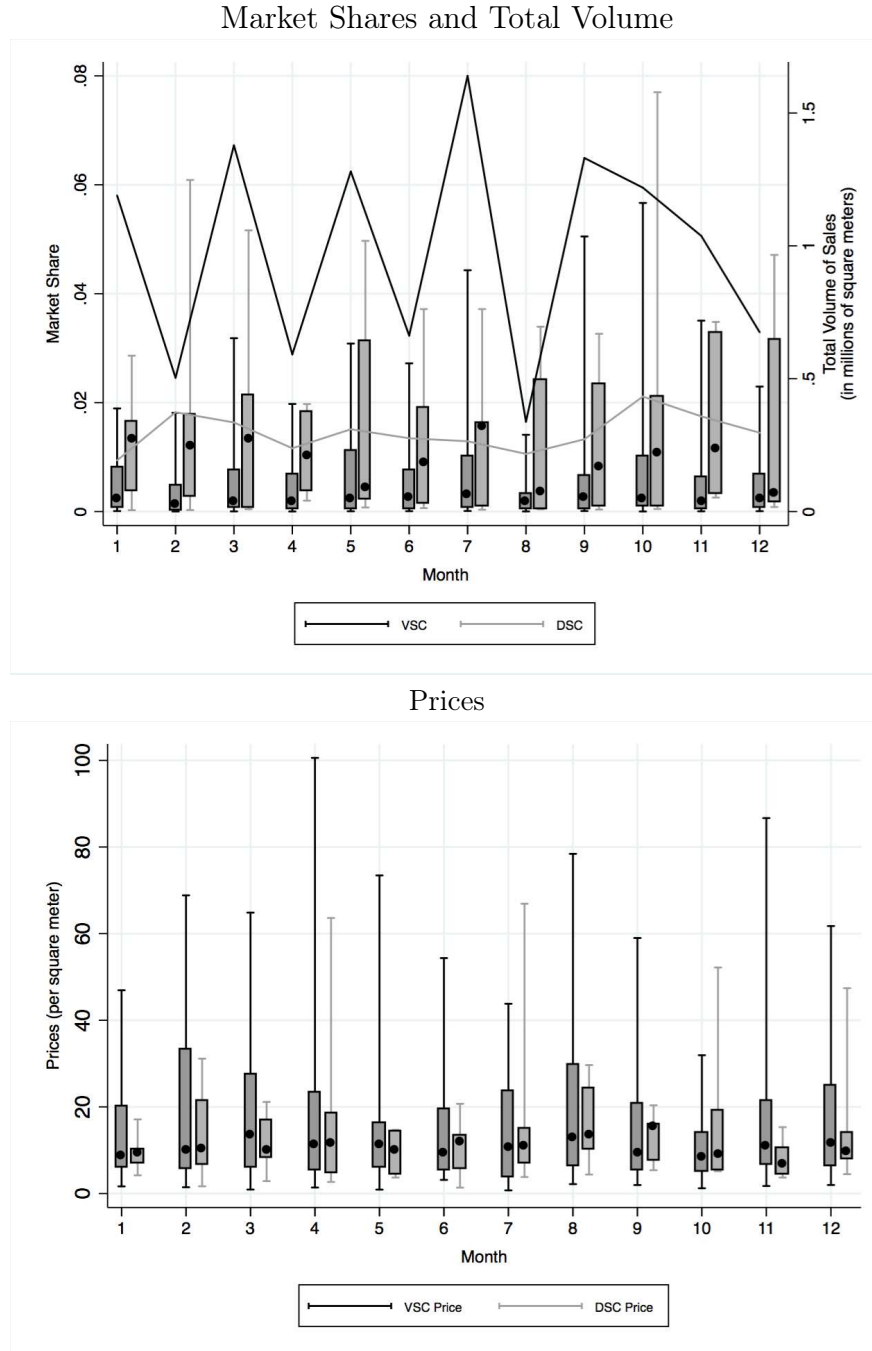 Market Shares and Total Volume
.08
.06
.04
.02
0
Market Share
1.5
1
.5
0
Total Volume of Sales
(in millions of square meters)
1 2 3 4 5 6 7 8 9 10 11 12
Month
VSC DSC
Prices
100
80
60
40
20
0
Prices (per square meter)
1 2 3 4 5 6 7 8 9 10 11 12
Month
VSC Price DSC Price